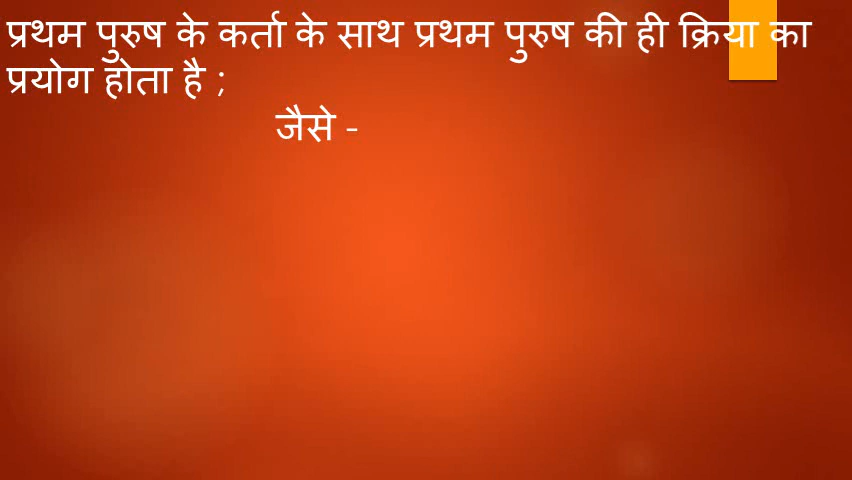 प्रथम पुरुष के कर्ता के साथ प्रथम पुरुष की ही क्रिया का
प्रयोग होता है ;
जैसे -